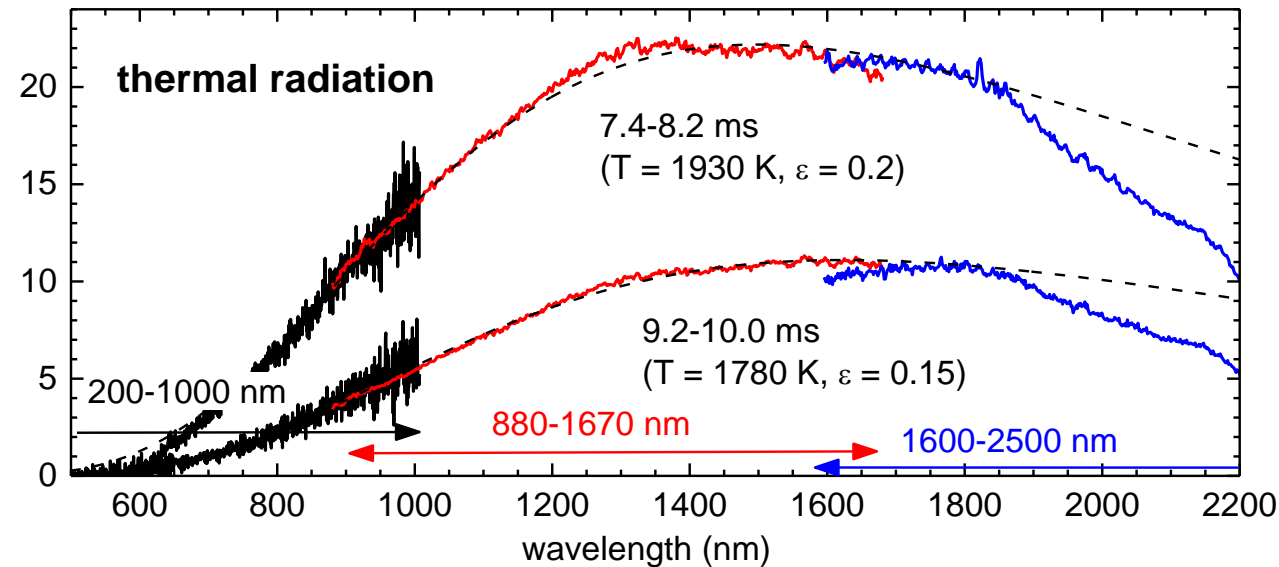 thermal radiation
20
15
10
5
0
7.4-8.2 ms
(T = 1930 K, ε = 0.2)
9.2-10.0 ms
(T = 1780 K, ε = 0.15)
200-1000 nm
880-1670 nm
1600-2500 nm
600 800 1000 1200 1400 1600 1800 2000 2200
wavelength (nm)